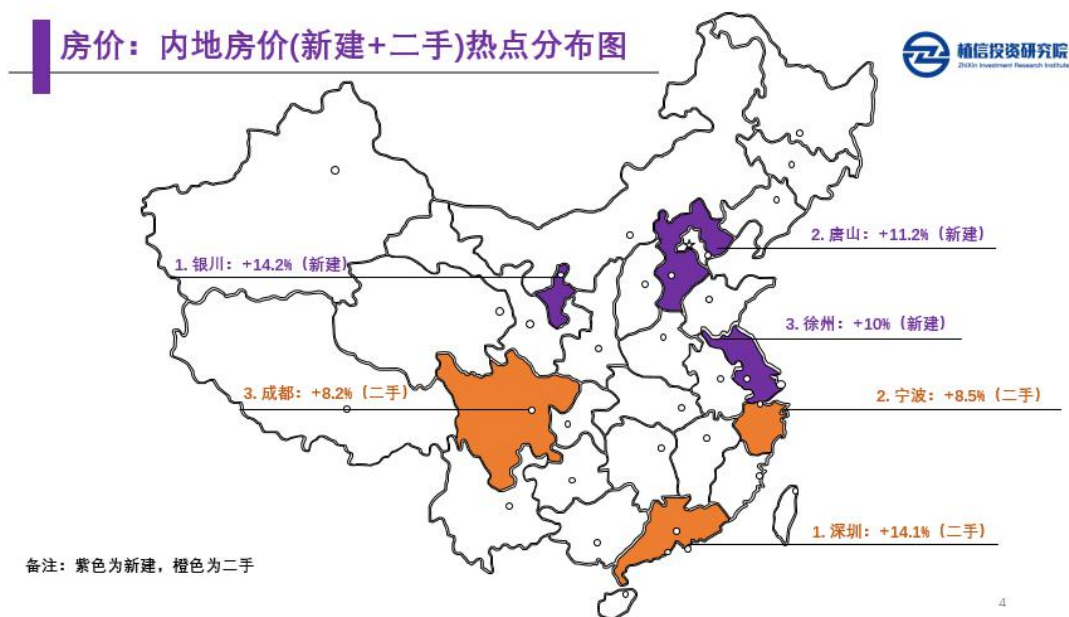 房价：内地房价(新建+二手)热点分布图
植信投资研究院
ZhiXin Investment Research Institute
2. 唐山：+11.2%（新建）
1. 银川：+14.2%（新建）
3. 徐州：+10%（新建）
3. 成都：+8.2%（二手）
2. 宁波：+8.5%（二手）
1. 深圳：+14.1%（二手）
备注：紫色为新建，橙色为二手
4